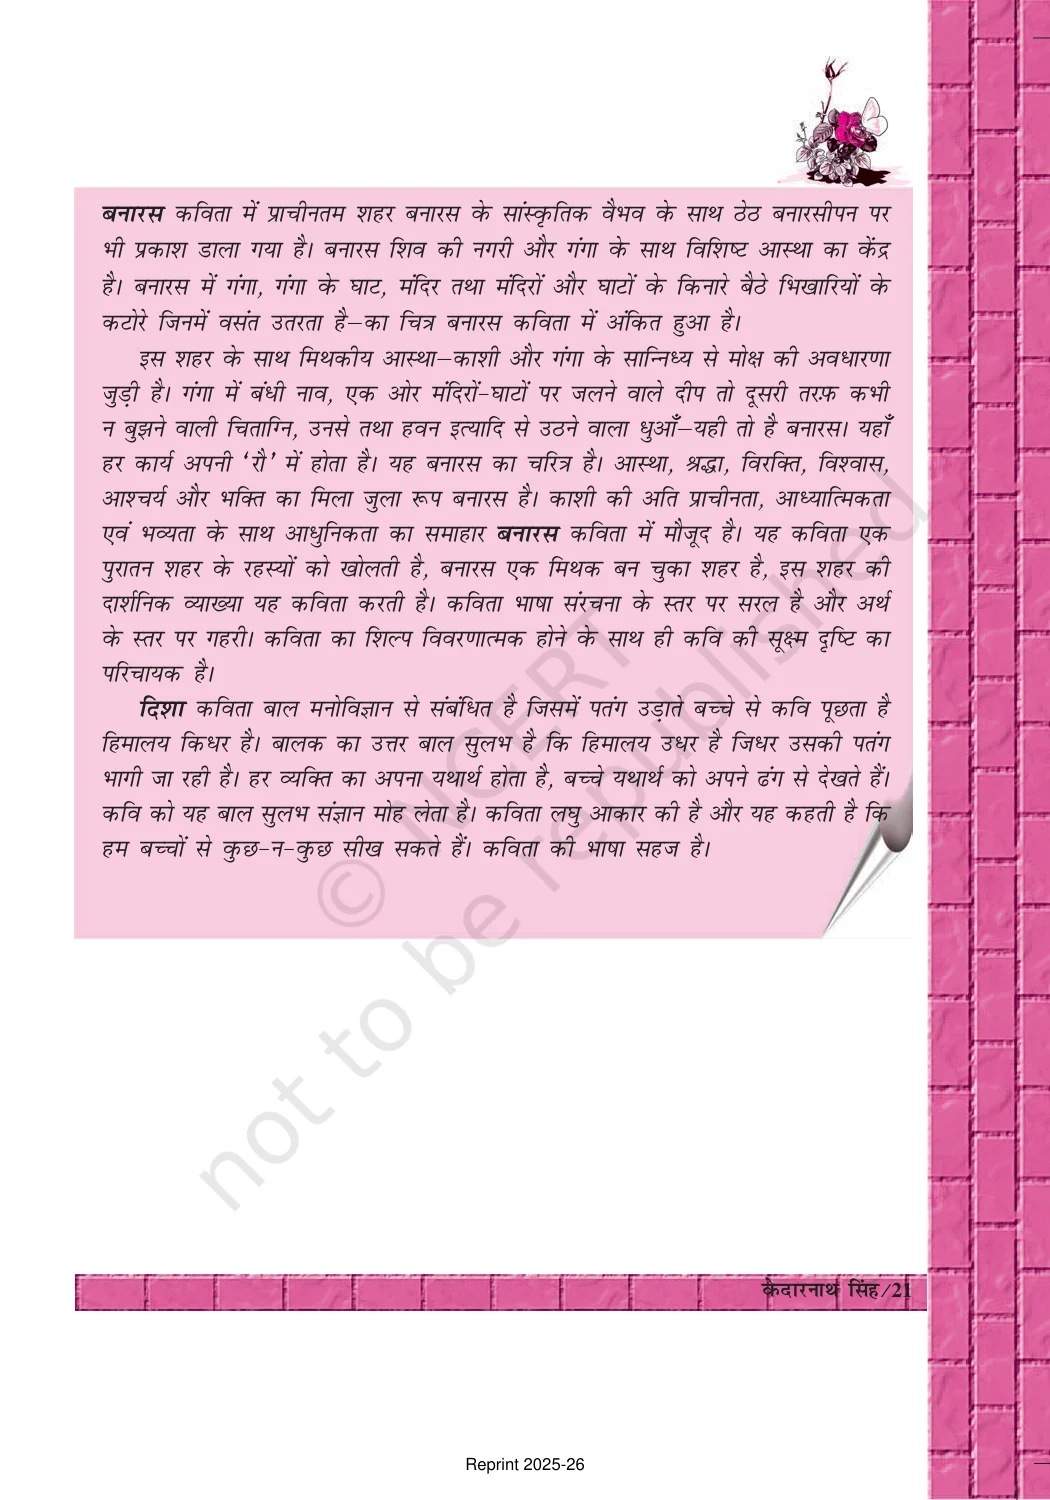 बनारस कविता में प्राचीनतम शहर बनारस के सांस्कृतिक वैभव के साथ ठेठ बनारसीपन पर
भी प्रकाश डाला गया है। बनारस शिव की नगरी और गंगा के साथ विशिष्ट आस्था का केंद्र
है। बनारस में गंगा, गंगा के घाट, मंदिर तथा मंदिरों और घाटों के किनारे बैठे भिखारियों के
कटोरे जिनमें वसंत उतरता है–का चित्र बनारस कविता में अंकित हुआ है।
इस शहर के साथ मिथकीय आस्था–काशी और गंगा के सान्निध्य से मोक्ष की अवधारणा
जुड़ी है। गंगा में बंधी नाव, एक ओर मंदिरों-घाटों पर जलने वाले दीप तो दूसरी तरफ़ कभी
न बुझने वाली चिताग्नि, उनसे तथा हवन इत्यादि से उठने वाला धुआँ–यही तो है बनारस। यहाँ
हर कार्य अपनी ‘रौ’ में होता है। यह बनारस का चरित्र है। आस्था, श्रद्धा, विरक्ति, विश्वास,
आश्चर्य और भक्ति का मिला जुला रूप बनारस है। काशी की अति प्राचीनता, आध्यात्मिकता
एवं भव्यता के साथ आधुनिकता का समाहार बनारस कविता में मौजूद है। यह कविता एक
पुरातन शहर के रहस्यों को खोलती है, बनारस एक मिथक बन चुका शहर है, इस शहर की
दार्शनिक व्याख्या यह कविता करती है। कविता भाषा संरचना के स्तर पर सरल है और अर्थ
के स्तर पर गहरी। कविता का शिल्प विवरणात्मक होने के साथ ही कवि की सूक्ष्म दृष्टि का
परिचायक है।
दिशा कविता बाल मनोविज्ञान से संबंधित है जिसमें पतंग उड़ाते बच्चे से कवि पूछता है
हिमालय किधर है। बालक का उत्तर बाल सुलभ है कि हिमालय उधर है जिधर उसकी पतंग
भागी जा रही है। हर व्यक्ति का अपना यथार्थ होता है, बच्चे यथार्थ को अपने ढंग से देखते हैं।
कवि को यह बाल सुलभ संज्ञान मोह लेता है। कविता लघु आकार की है और यह कहती है कि
हम बच्चों से कुछ-न-कुछ सीख सकते हैं। कविता की भाषा सहज है।
© NCERT
not to be republished
केदारनाथ सिंह/21
Reprint 2025-26